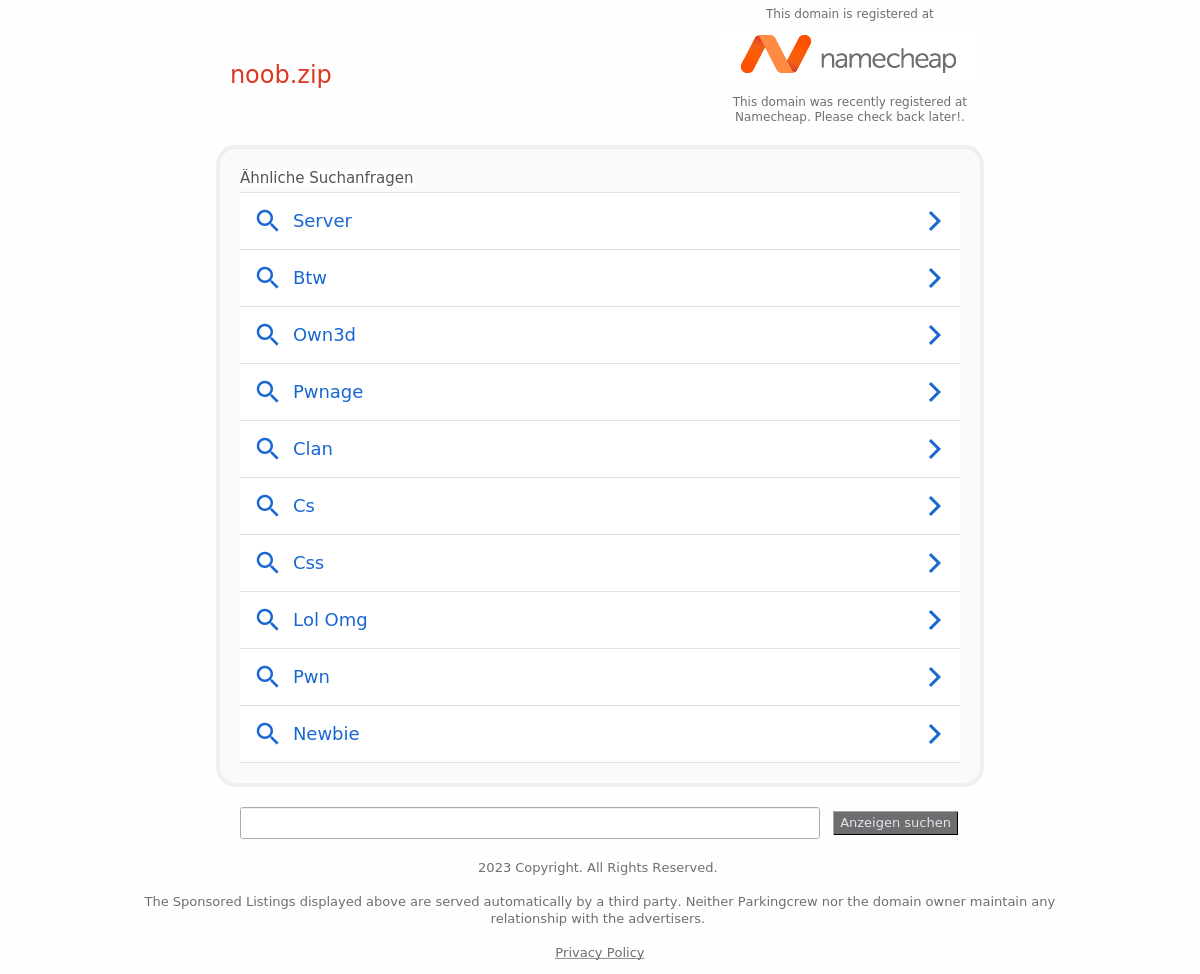 This domain is registered at
namecheap
noob.zip
This domain was recently registered at
Namecheap. Please check back later!.
Ähnliche Suchanfragen
Server
Btw
Own3d
Pwnage
Clan
Cs
Css
Lol Omg
Pwn
Newbie
Anzeigen suchen
2023 Copyright. All Rights Reserved.
The Sponsored Listings displayed above are served automatically by a third party. Neither Parkingcrew nor the domain owner maintain any
relationship with the advertisers.
Privacy Policy